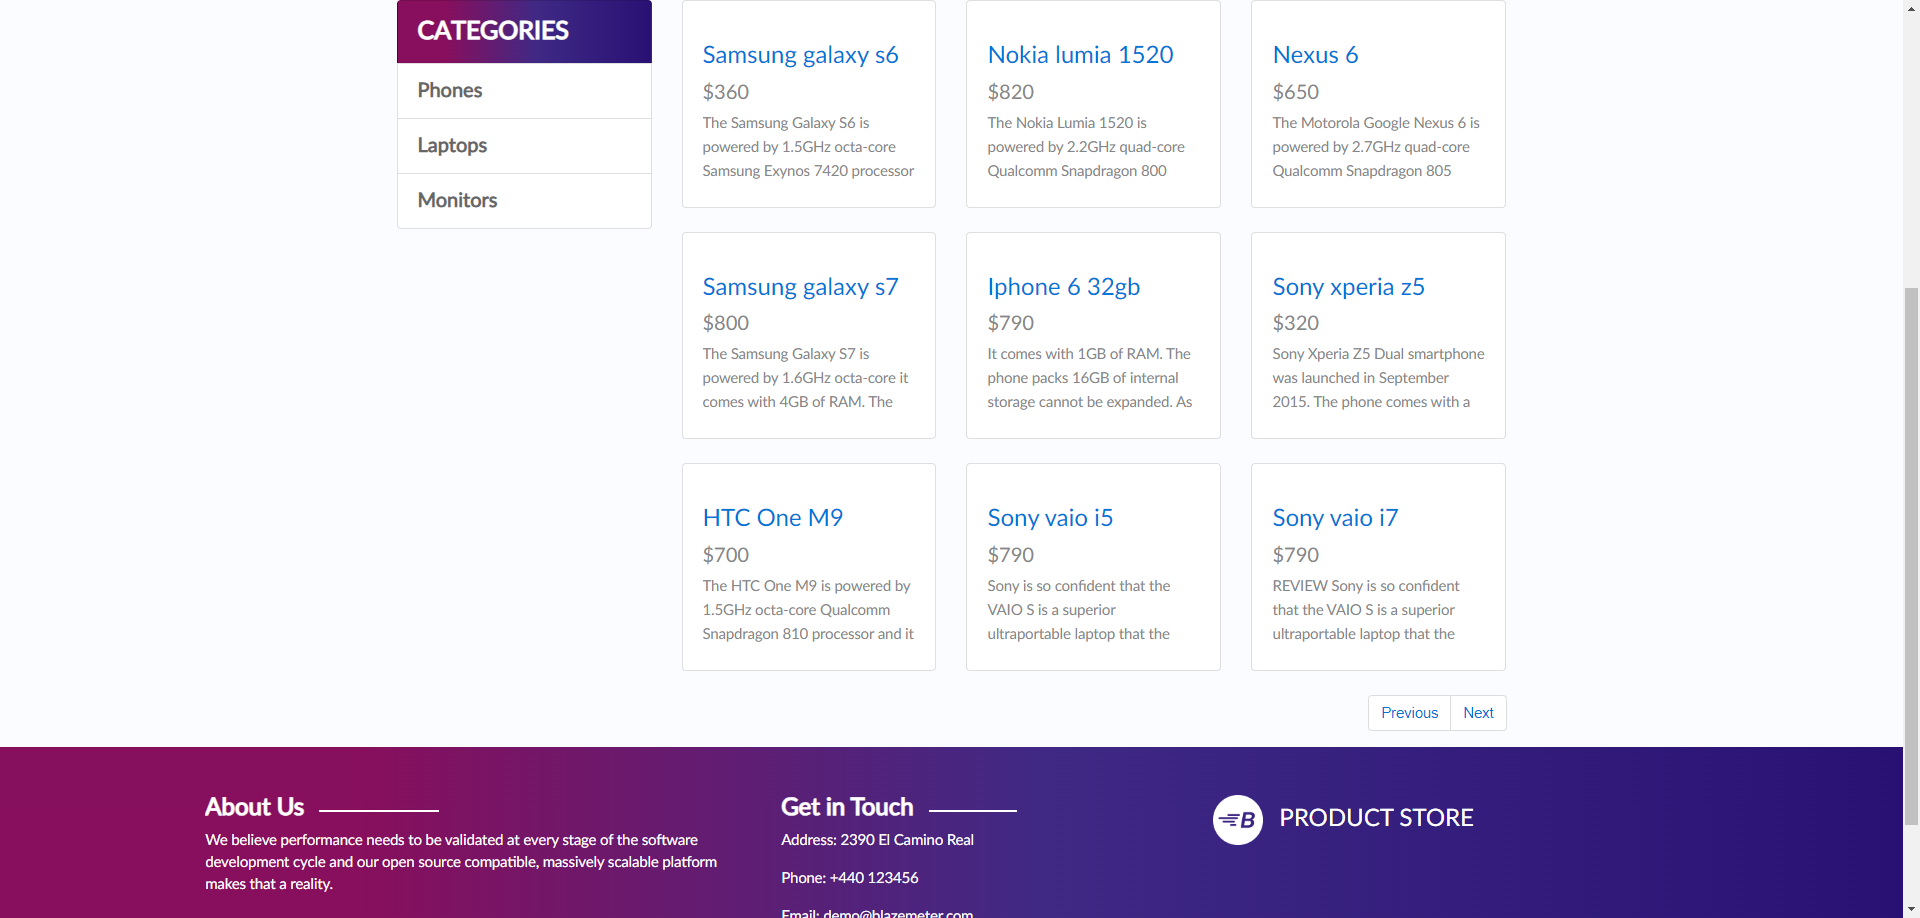 CATEGORIES
Phones
Laptops
Monitors
Samsung galaxy s6
$360
The Samsung Galaxy S6 is
powered by 1.5GHz octa-core
Samsung Exynos 7420 processor
Nokia lumia 1520
$820
The Nokia Lumia 1520 is
powered by 2.2GHz quad-core
Qualcomm Snapdragon 800
Nexus 6
$650
The Motorola Google Nexus 6 is
powered by 2.7GHz quad-core
Qualcomm Snapdragon 805
Samsung galaxy s7
$800
The Samsung Galaxy S7 is
powered by 1.6GHz octa-core it
comes with 4GB of RAM. The
Iphone 6 32gb
$790
It comes with 1GB of RAM. The
phone packs 16GB of internal
storage cannot be expanded. As
Sony xperia z5
$320
Sony Xperia Z5 Dual smartphone
was launched in September
2015. The phone comes with a
HTC One M9
$700
The HTC One M9 is powered by
1.5GHz octa-core Qualcomm
Snapdragon 810 processor and it
Sony vaio i5
$790
Sony is so confident that the
VAIO S is a superior
ultraportable laptop that the
Sony vaio i7
$790
REVIEW Sony is so confident
that the VAIO S is a superior
ultraportable laptop that the
Previous
Next
About Us
We believe performance needs to be validated at every stage of the software
development cycle and our open source compatible, massively scalable platform
makes that a reality.
Get in Touch
Address: 2390 El Camino Real
Phone: +440 123456
Email: demo@blazemeter.com
B
PRODUCT STORE